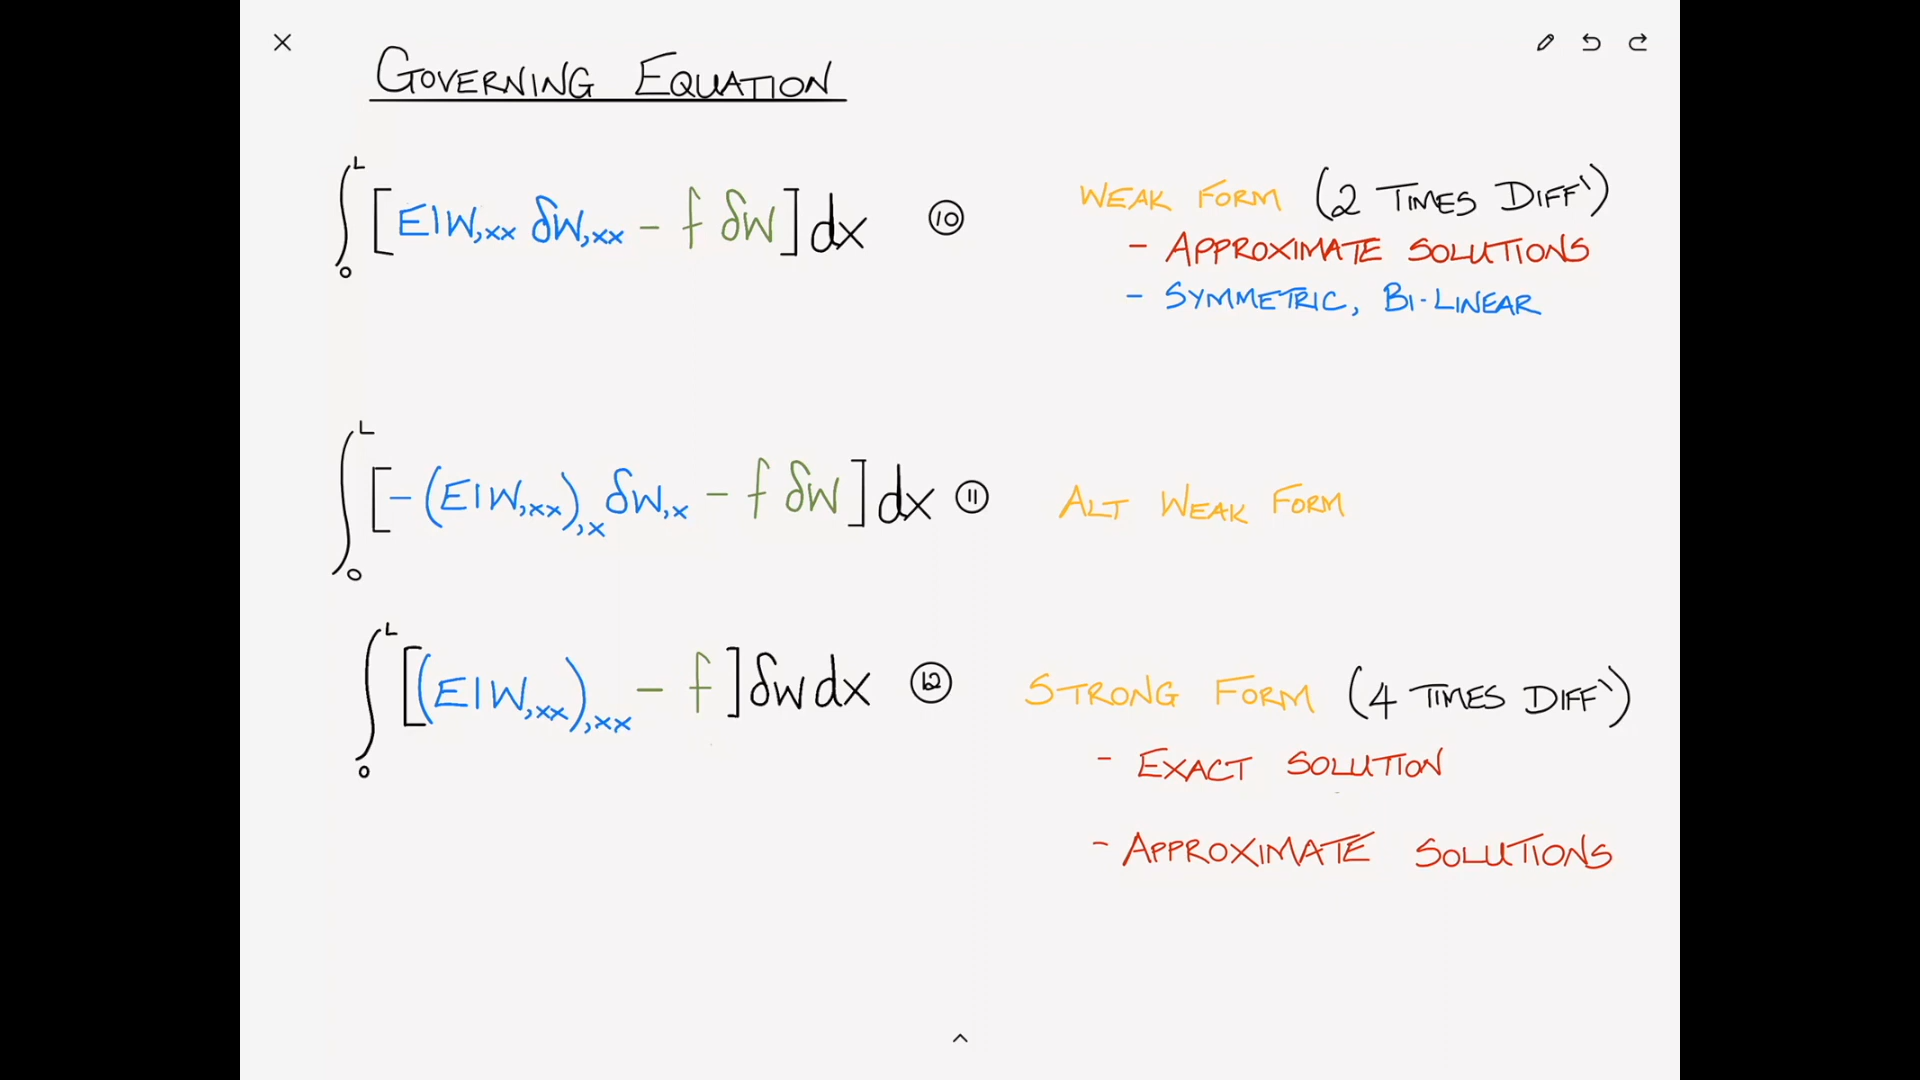 GOVERNING EQUATION
∫₀ᴸ [EIW,xx δW,xx - f δW] dx ⑩
WEAK FORM (2 TIMES DIFF')
- APPROXIMATE SOLUTIONS
- SYMMETRIC, BI-LINEAR
∫₀ᴸ [-(EIW,xx),x δW,x - f δW] dx ⑪
ALT WEAK FORM
∫₀ᴸ [(EIW,xx),xx - f] δW dx ⑫
STRONG FORM (4 TIMES DIFF')
- EXACT SOLUTION
- APPROXIMATE SOLUTIONS